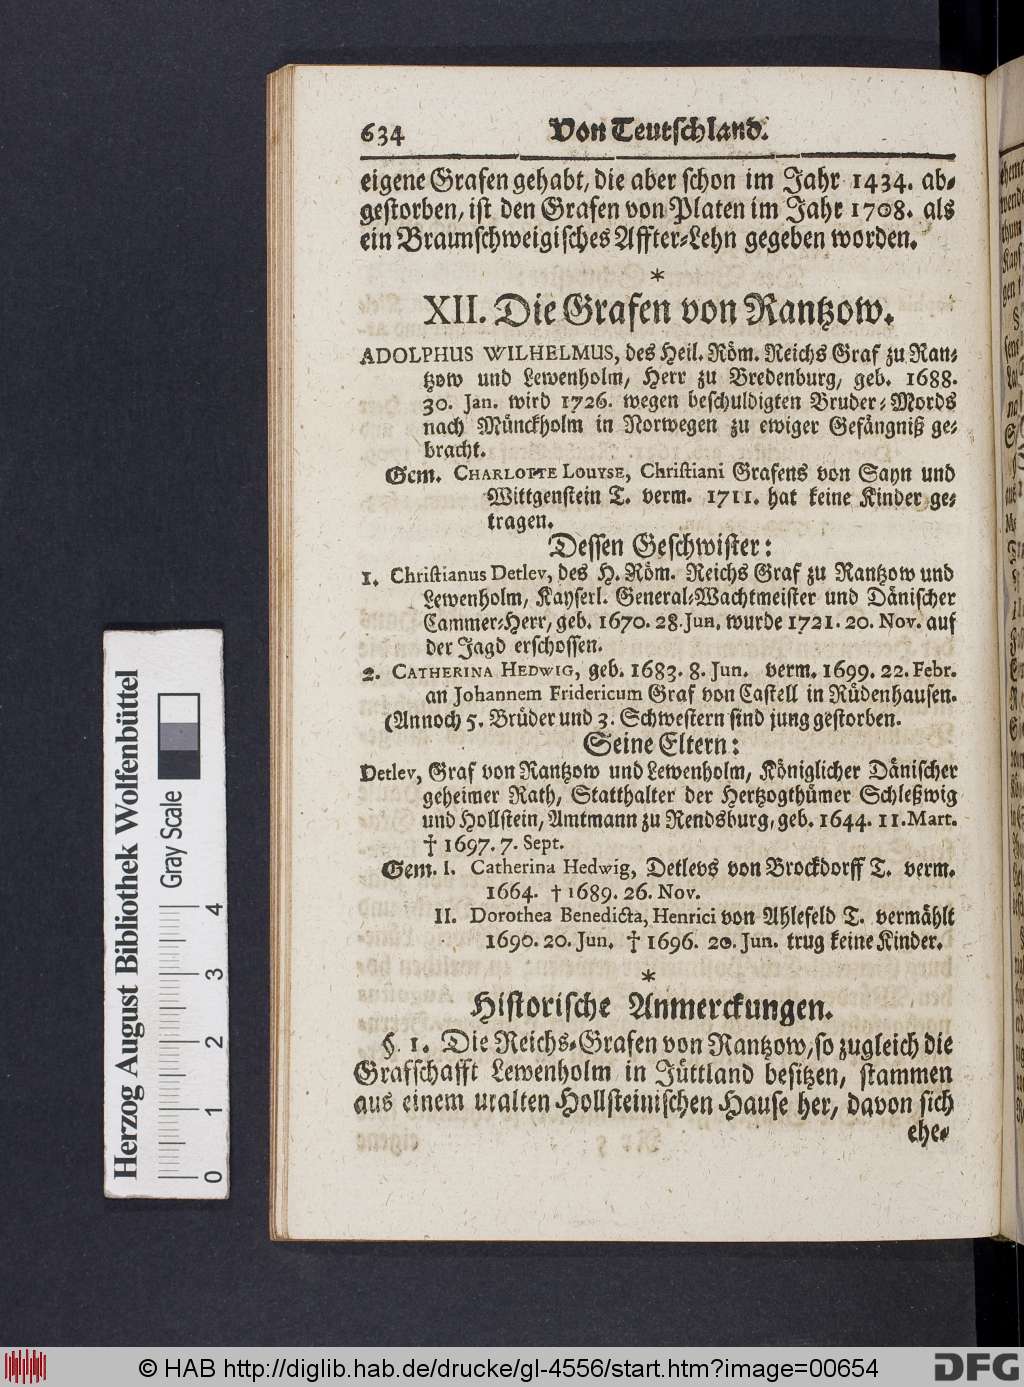 634 Von Teutschland.
eigene Grafen gehabt, die aber schon im Jahr 1434. ab-
gestorben, ist den Grafen von Platen im Jahr 1708. als
ein Braunschweigisches Affter-Lehn gegeben worden.
*
XII. Die Grafen von Rantzow.
ADOLPHUS WILHELMUS, des Heil. Röm. Reichs Graf zu Ran-
tzow und Lewenholm, Herr zu Bredenburg, geb. 1688.
30. Jan. wird 1726. wegen beschuldigten Bruder-Mords
nach Münckholm in Norwegen zu ewiger Gefängniß ge-
bracht.
Gem. CHARLOTTE LOUYSE, Christiani Grafens von Sayn und
Wittgenstein T. verm. 1711. hat keine Kinder ge-
tragen.
Dessen Geschwister:
1. Christianus Detlev, des H. Röm. Reichs Graf zu Rantzow und
Lewenholm, Kayserl. General-Wachtmeister und Dänischer
Cammer-Herr, geb. 1670. 28. Jun. wurde 1721. 20. Nov. auf
der Jagd erschossen.
2. CATHERINA HEDWIG, geb. 1683. 8. Jun. verm. 1699. 22. Febr.
an Johannem Fridericum Graf von Castell in Rüdenhausen.
(Annoch 5. Brüder und 3. Schwestern sind jung gestorben.
Seine Eltern:
Detlev, Graf von Rantzow und Lewenholm, Königlicher Dänischer
geheimer Rath, Statthalter der Hertzogthümer Schleßwig
und Hollstein, Amtmann zu Rendsburg, geb. 1644. 11. Mart.
† 1697. 7. Sept.
Gem. I. Catherina Hedwig, Detlevs von Brockdorff T. verm.
1664. † 1689. 26. Nov.
II. Dorothea Benedicta, Henrici von Ahlefeld T. vermählt
1690. 20. Jun. † 1696. 20. Jun. trug keine Kinder.
*
Historische Anmerckungen.
§. 1. Die Reichs-Grafen von Rantzow, so zugleich die
Grafschafft Lewenholm in Jüttland besitzen, stammen
aus einem uralten Hollsteinischen Hause her, davon sich
ehe-
Herzog August Bibliothek Wolfenbüttel
Gray Scale
0 1 2 3 4
© HAB http://diglib.hab.de/drucke/gl-4556/start.htm?image=00654
DFG